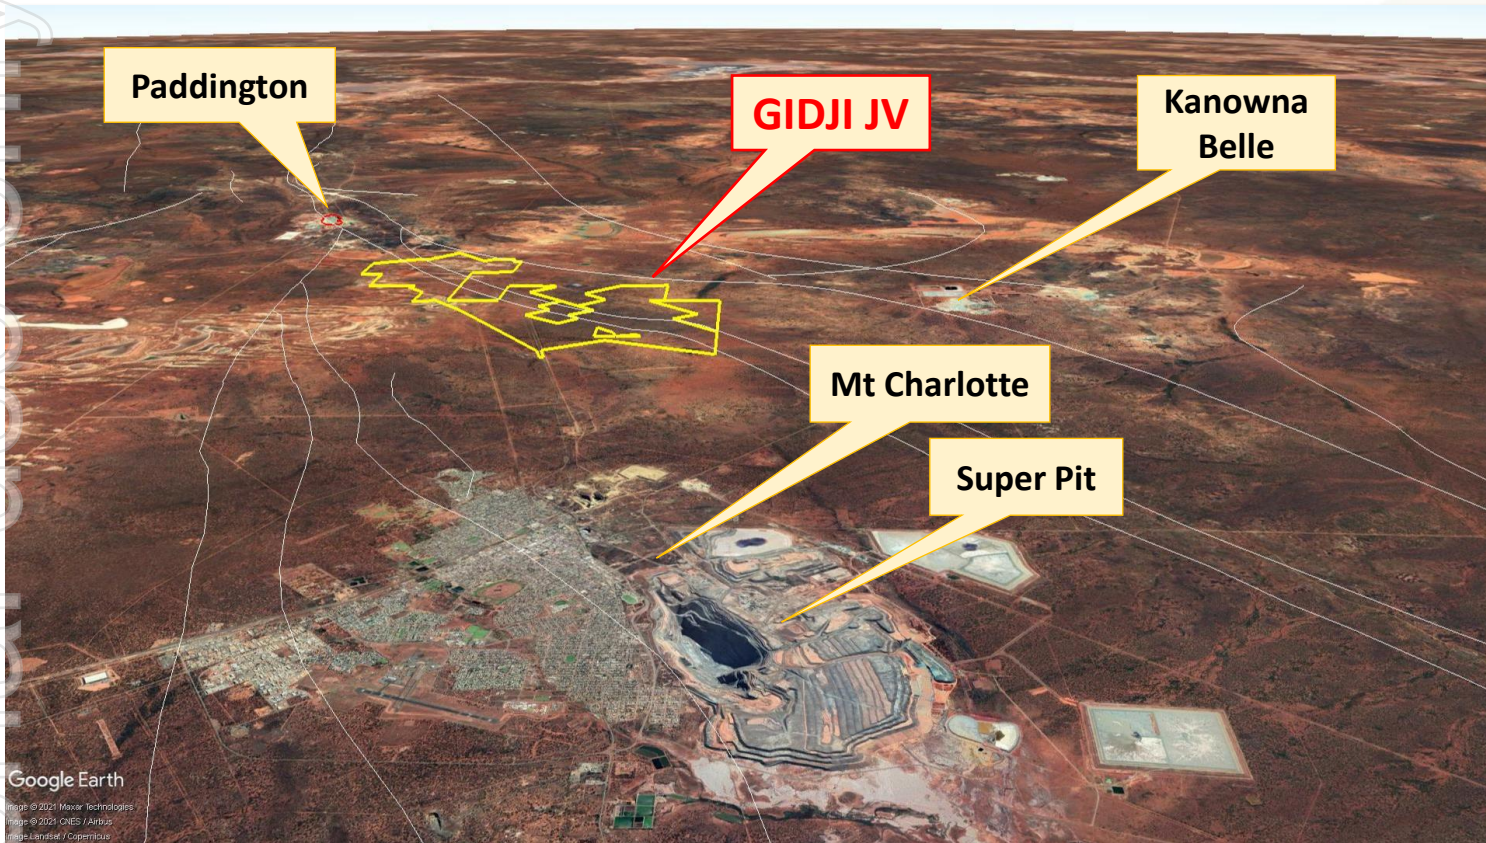 Paddington
GIDJI JV
Kanowna
Belle
Mt Charlotte
Super Pit
Google Earth
Image © 2021 Maxar Technologies
Image © 2021 CNES / Airbus
Image Landsat / Copernicus